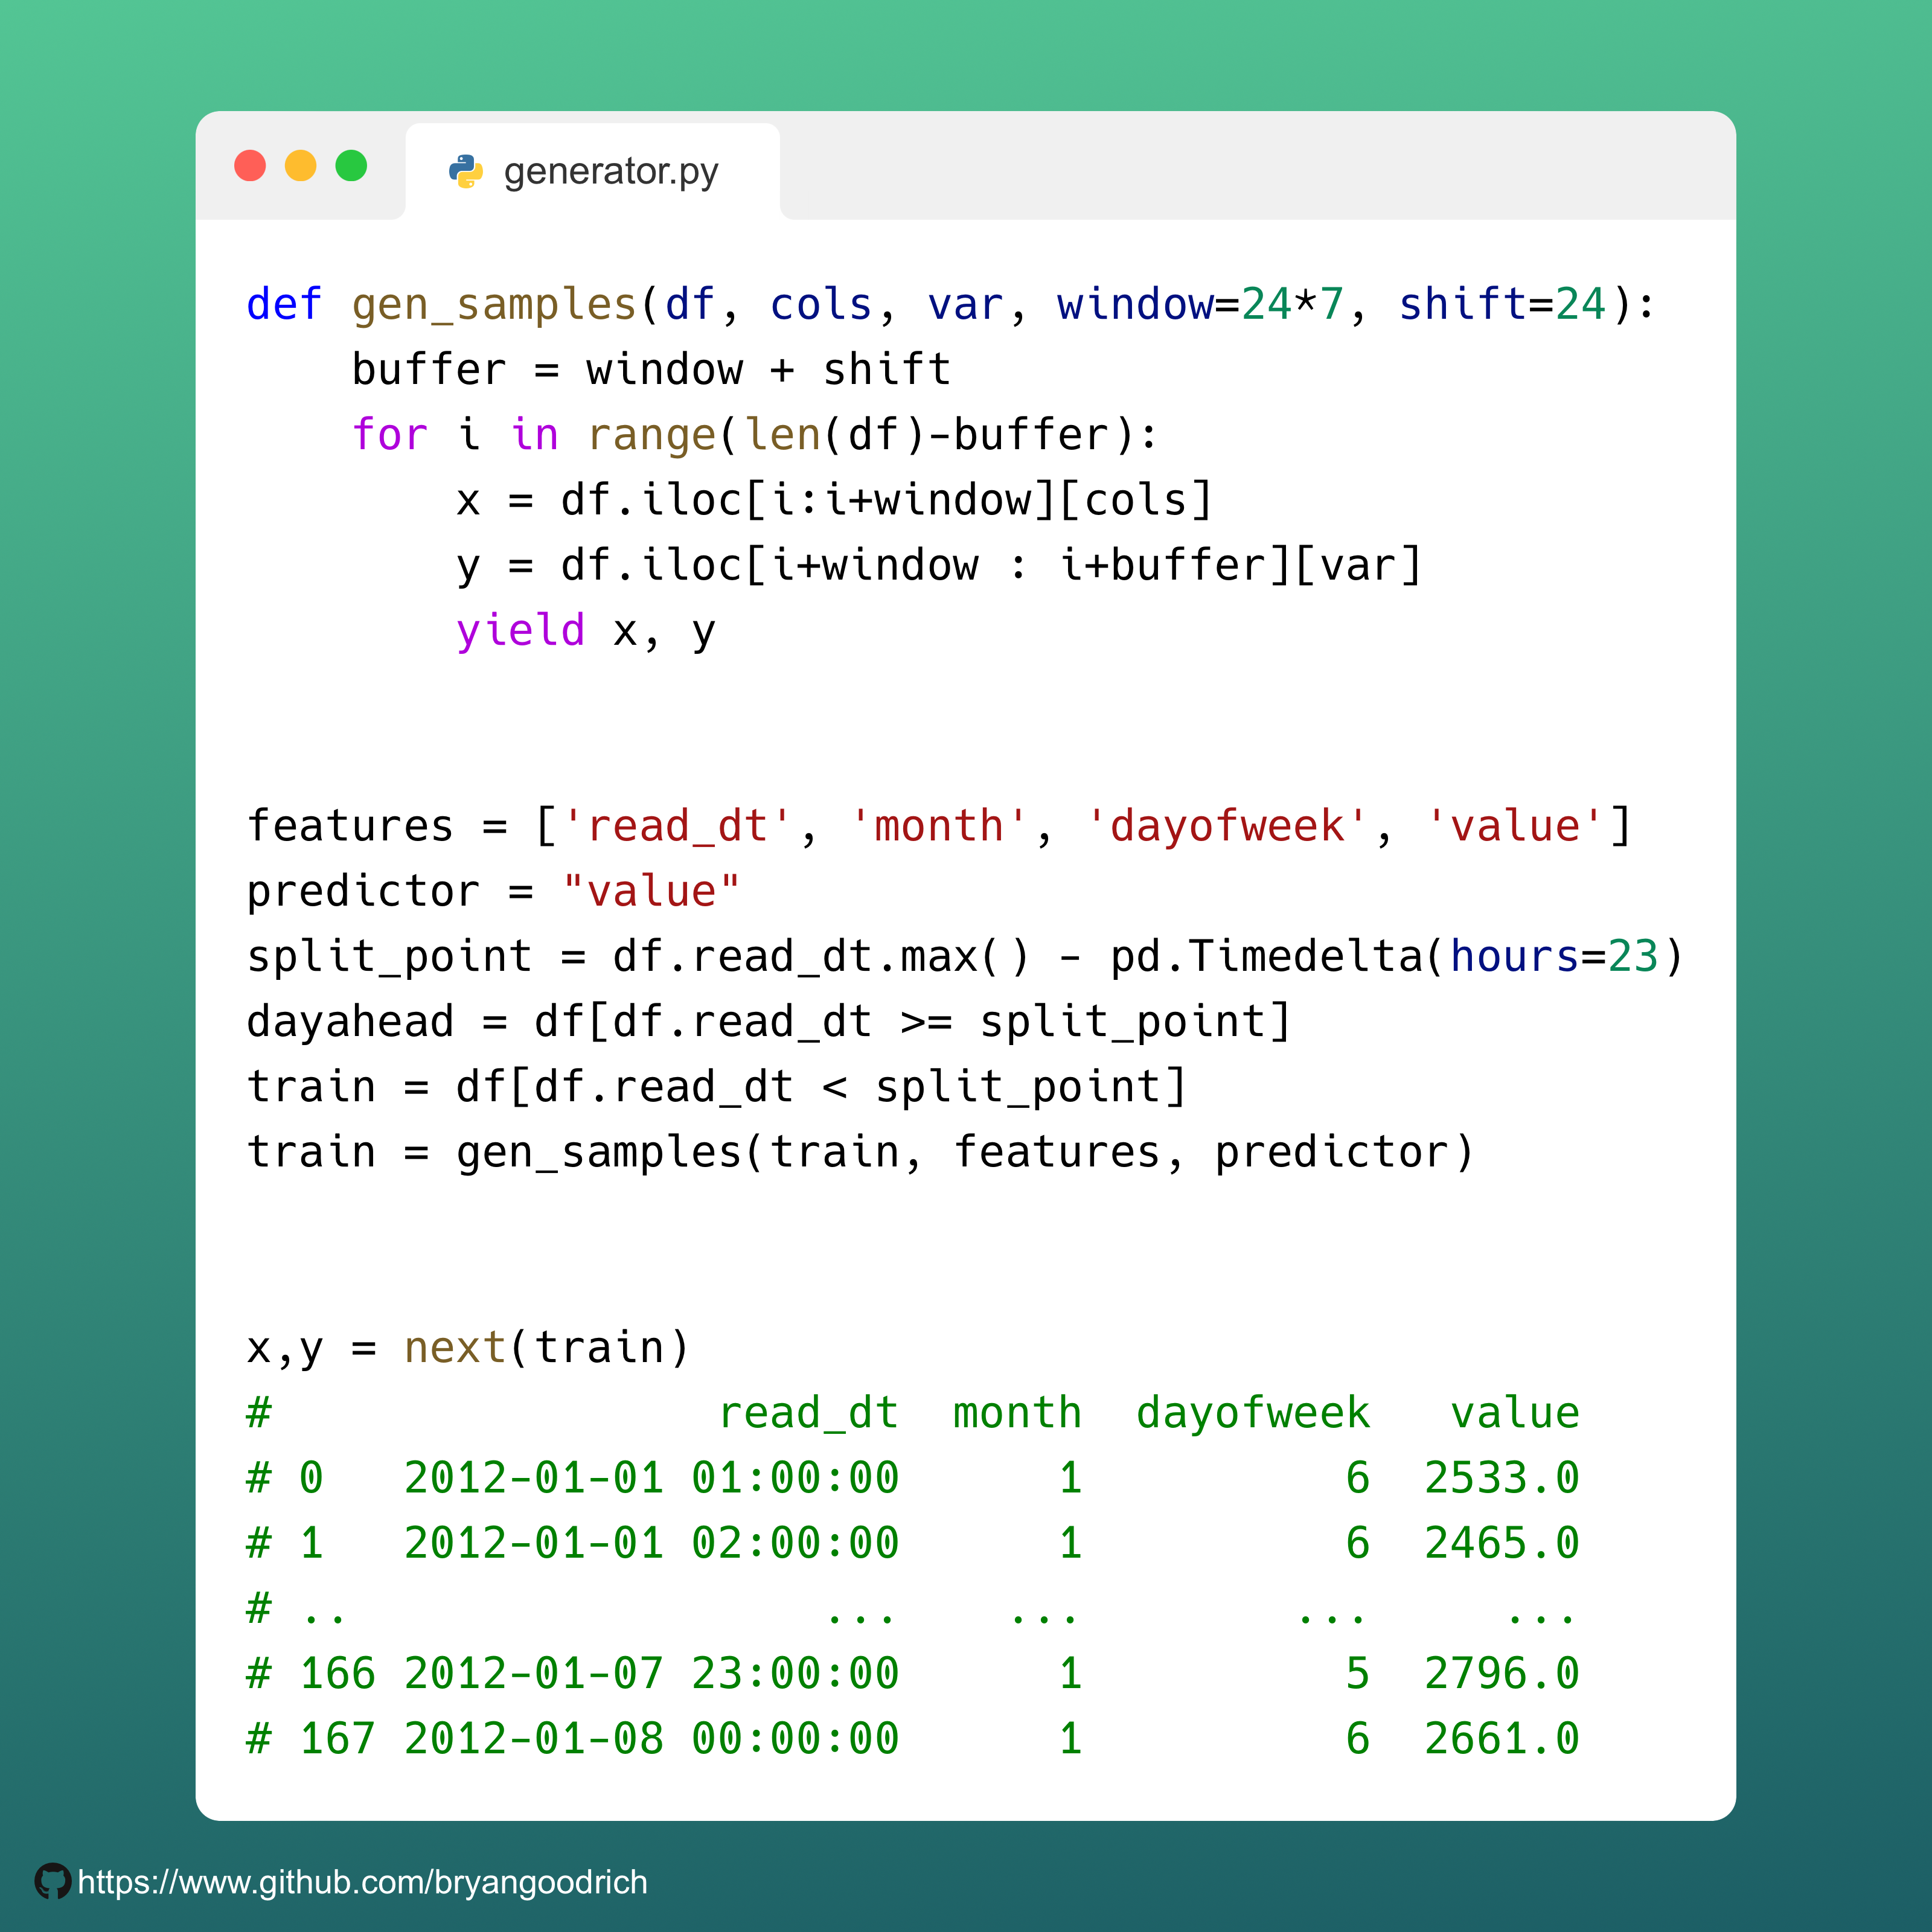 generator.py
def gen_samples(df, cols, var, window=24*7, shift=24):
    buffer = window + shift
    for i in range(len(df)-buffer):
        x = df.iloc[i:i+window][cols]
        y = df.iloc[i+window : i+buffer][var]
        yield x, y
features = ['read_dt', 'month', 'dayofweek', 'value']
predictor = "value"
split_point = df.read_dt.max() - pd.Timedelta(hours=23)
dayahead = df[df.read_dt >= split_point]
train = df[df.read_dt < split_point]
train = gen_samples(train, features, predictor)
x,y = next(train)
#                 read_dt  month  dayofweek   value
# 0   2012-01-01 01:00:00      1          6  2533.0
# 1   2012-01-01 02:00:00      1          6  2465.0
# ..                  ...    ...        ...     ...
# 166 2012-01-07 23:00:00      1          5  2796.0
# 167 2012-01-08 00:00:00      1          6  2661.0
https://www.github.com/bryangoodrich